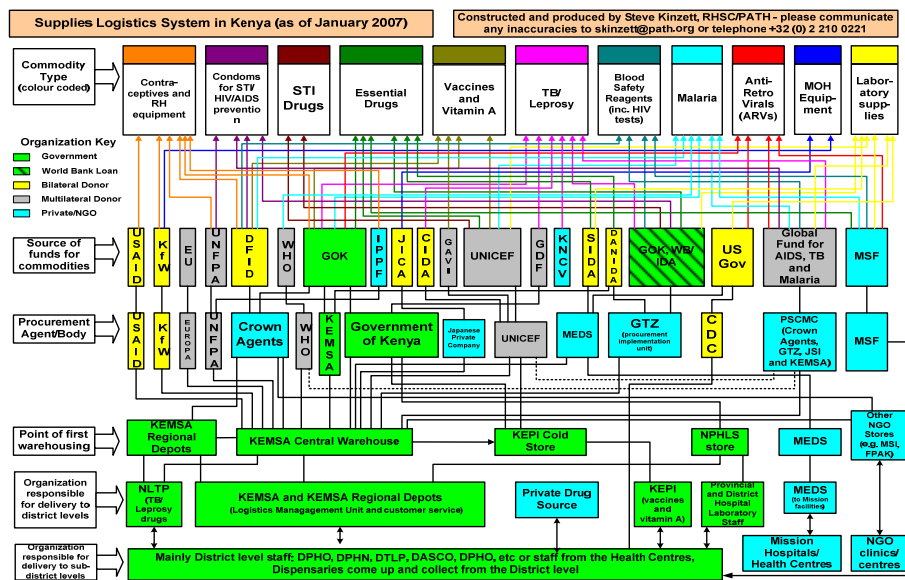 Supplies Logistics System in Kenya (as of January 2007)
Constructed and produced by Steve Kinzett, RHSC/PATH - please communicate
any inaccuracies to skinzett@path.org or telephone +32 (0) 2 210 0221
Commodity
Type
(colour coded)
Contra-
ceptives and
RH
equipment
Condoms
for STI/
HIV/AIDS
preventio
n
STI
Drugs
Essential
Drugs
Vaccines
and
Vitamin A
TB/
Leprosy
Blood
Safety
Reagents
(inc. HIV
tests)
Malaria
Anti-
Retro
Virals
(ARVs)
MOH
Equip-
ment
Labor
atory
supp-
lies
Organization Key
Government
World Bank Loan
Bilateral Donor
Multilateral Donor
Private/NGO
Source of
funds for
commodities
USAID
KfW
EU
UNFPA
DFID
WHO
GOK
IPPF
JICA
CIDA
GAVI
UNICEF
GDF
KNCV
SIDA
DANIDA
GOK, WB/
IDA
US
Gov
Global
Fund for
AIDS, TB
and
Malaria
MSF
Procurement
Agent/Body
USAID
KfW
EUROPA
UNFPA
Crown
Agents
WHO
KEMSA
Government
of Kenya
Japanese
Private
Company
UNICEF
MEDS
GTZ
(procurement
implementation
unit)
CDC
PSCMC
(Crown
Agents,
GTZ, JSI
and KEMSA)
MSF
Point of first
warehousing
KEMSA
Regional
Depots
KEMSA Central Warehouse
KEPI Cold
Store
NPHLS
store
MEDS
Other
NGO
Stores
(e.g. MSI,
FPAK)
Organization
responsible
for delivery to
district levels
NLTP
(TB/
Leprosy
drugs
KEMSA and KEMSA Regional Depots
(Logistics Managagement Unit and customer service)
Private Drug
Source
KEPI
(vaccines
and
vitamin A)
Provincial and
District
Hospital
Laboratory
Staff
MEDS
(to Mission
facilities)
Organization
responsible for
delivery to sub-
district levels
Mainly District level staff; DPHO, DPHN, DTLP, DASCO, DPHO, etc or staff from the Health Centres,
Dispensaries come up and collect from the District level
Mission
Hospitals/
Health
Centres
NGO
clinics/
centres